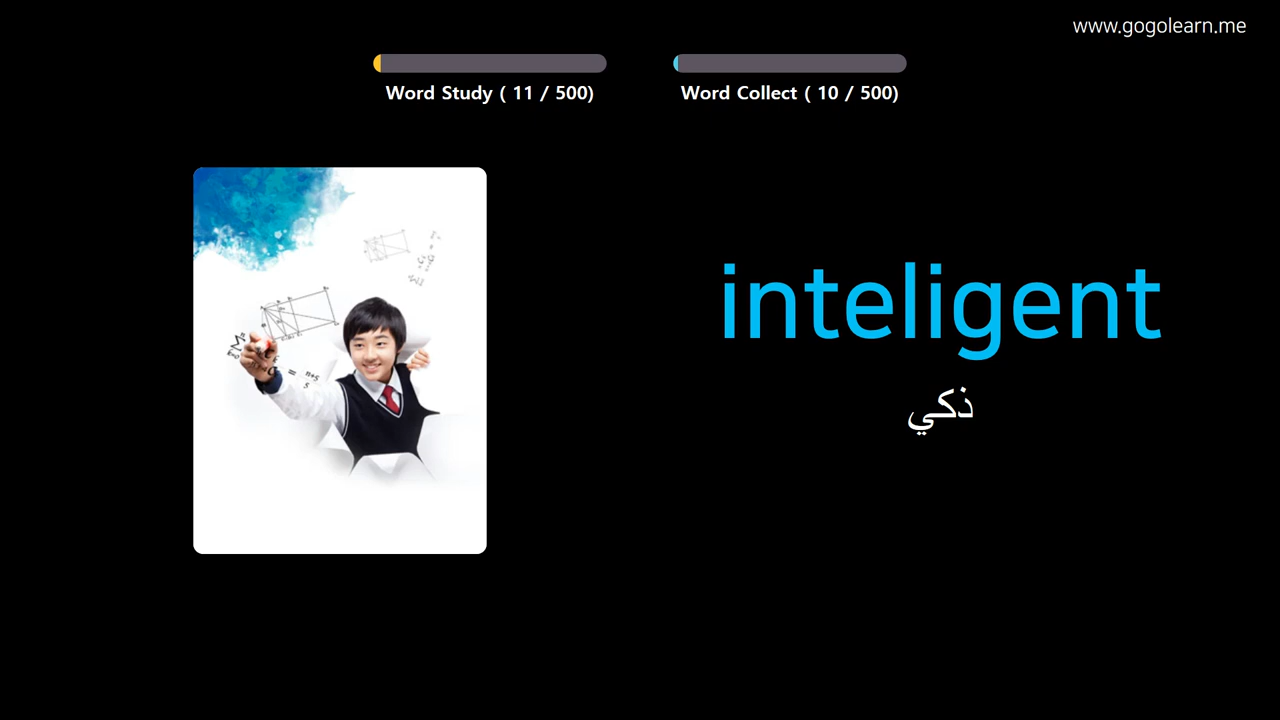 www.gogolearn.me
Word Study ( 11 / 500)
Word Collect ( 10 / 500)
inteligent
ذكي